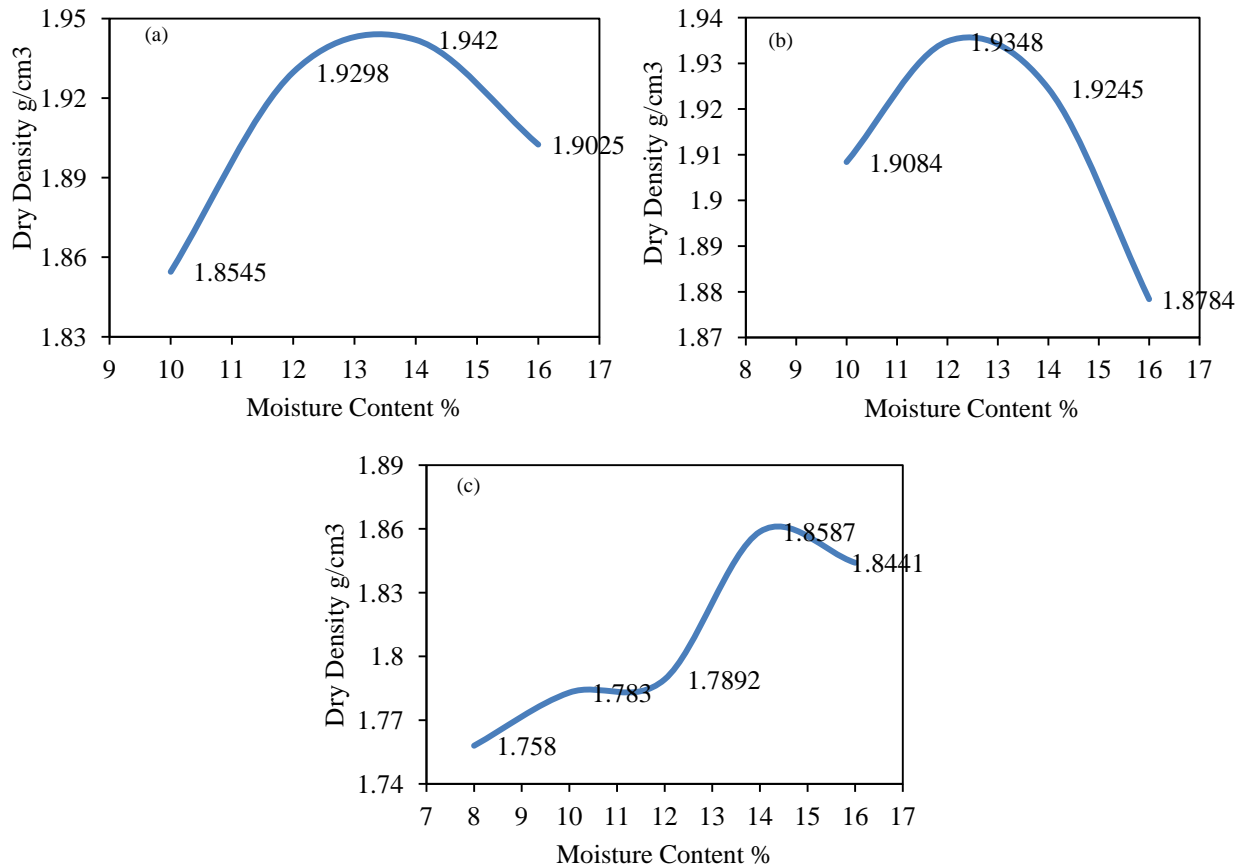 (a)
Dry Density g/cm3
1.95
1.92
1.89
1.86
1.83
1.8545
1.9298
1.942
1.9025
9 10 11 12 13 14 15 16 17
Moisture Content %
(b)
Dry Density g/cm3
1.94
1.93
1.92
1.91
1.9
1.89
1.88
1.87
1.9084
1.9348
1.9245
1.8784
8 9 10 11 12 13 14 15 16 17
Moisture Content %
(c)
Dry Density g/cm3
1.89
1.86
1.83
1.8
1.77
1.74
1.758
1.783
1.7892
1.8587
1.8441
7 8 9 10 11 12 13 14 15 16 17
Moisture Content %